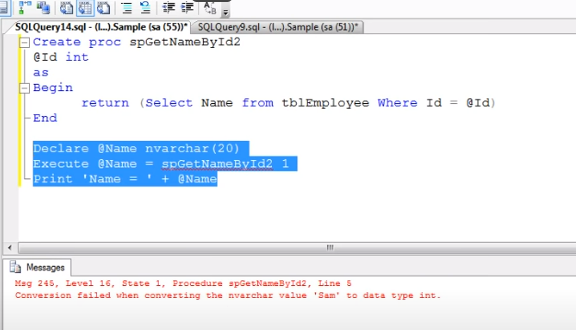 SQLQuery14.sql - (l...).Sample (sa (55))* SQLQuery9.sql - (l...).Sample (sa (51))*
Create proc spGetNameById2
@Id int
as
Begin
return (Select Name from tblEmployee Where Id = @Id)
End
Declare @Name nvarchar(20)
Execute @Name = spGetNameById2 1
Print 'Name = ' + @Name
Messages
Msg 245, Level 16, State 1, Procedure spGetNameById2, Line 5
Conversion failed when converting the nvarchar value 'Sam' to data type int.